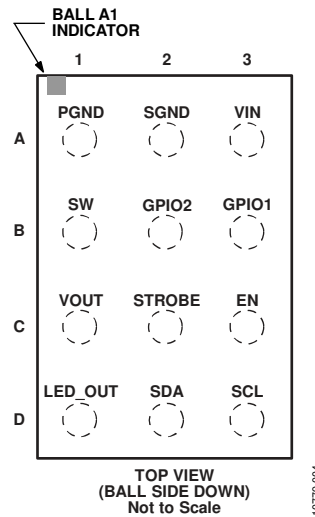 BALL A1
INDICATOR
1 2 3
PGND SGND VIN
A
SW GPIO2 GPIO1
B
VOUT STROBE EN
C
LED_OUT SDA SCL
D
TOP VIEW
(BALL SIDE DOWN)
Not to Scale